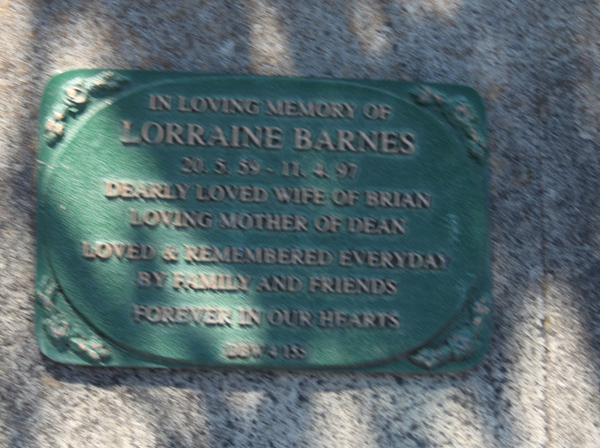 IN LOVING MEMORY OF
LORRAINE BARNES
20. 5. 59 - 11. 4. 97
DEARLY LOVED WIFE OF BRIAN
LOVING MOTHER OF DEAN
LOVED & REMEMBERED EVERYDAY
BY FAMILY AND FRIENDS
FOREVER IN OUR HEARTS